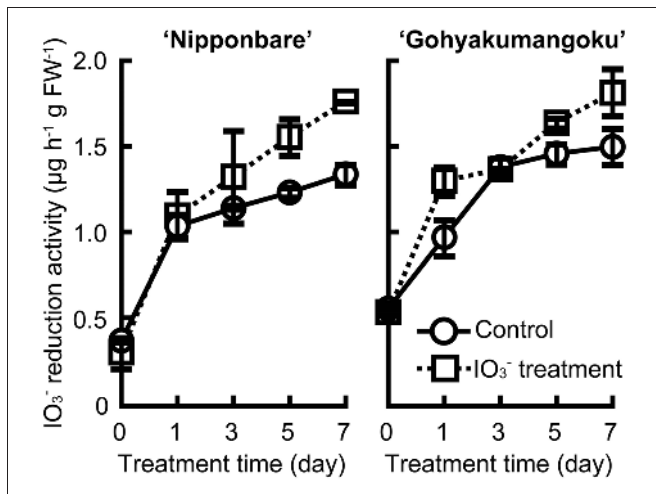 ‘Nipponbare’
‘Gohyakumangoku’
IO₃⁻ reduction activity (µg h⁻¹ g FW⁻¹)
2.0
1.5
1.0
0.5
0
0 1 3 5 7
0 1 3 5 7
Treatment time (day)
Treatment time (day)
Control
IO₃⁻ treatment